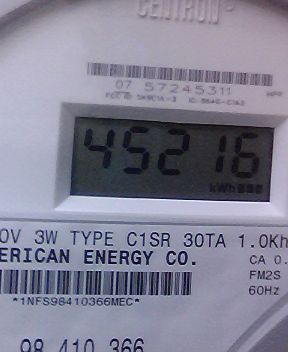 CENTRON
07 57245311
45216
kWh
0V 3W TYPE C1SR 30TA 1.0Kh
ERICAN ENERGY CO.
CA 0.
FM2S
*1NFS98410366MEC*
60Hz
98 410 366